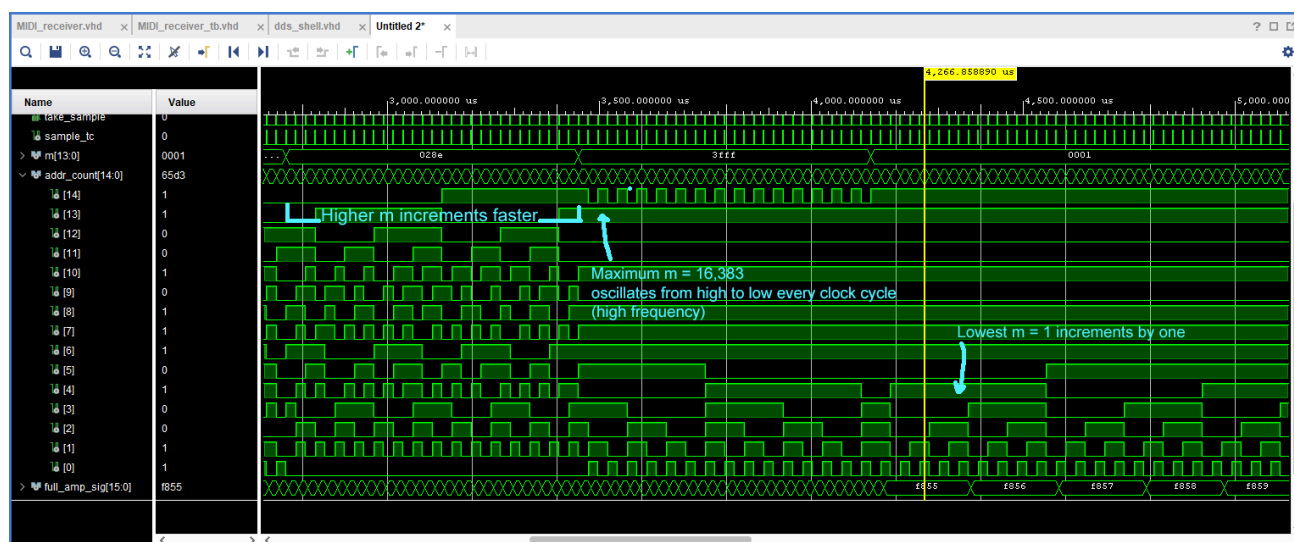 MIDI_receiver.vhd × MIDI_receiver_tb.vhd × dds_shell.vhd × Untitled 2* × ?
4,266.858890 us
Name Value
3,000.000000 us 3,500.000000 us 4,000.000000 us 4,500.000000 us 5,000.000
take_sample 0
sample_tc 0
m[13:0] 0001 ... 028e 3fff 0001
addr_count[14:0] 65d3
[14] 1
[13] 1
Higher m increments faster
[12] 0
[11] 0
[10] 1
Maximum m = 16,383
[9] 0
oscillates from high to low every clock cycle
[8] 1
(high frequency)
[7] 1
Lowest m = 1 increments by one
[6] 1
[5] 0
[4] 1
[3] 0
[2] 0
[1] 1
[0] 1
full_amp_sig[15:0] f855 f855 f856 f857 f858 f859